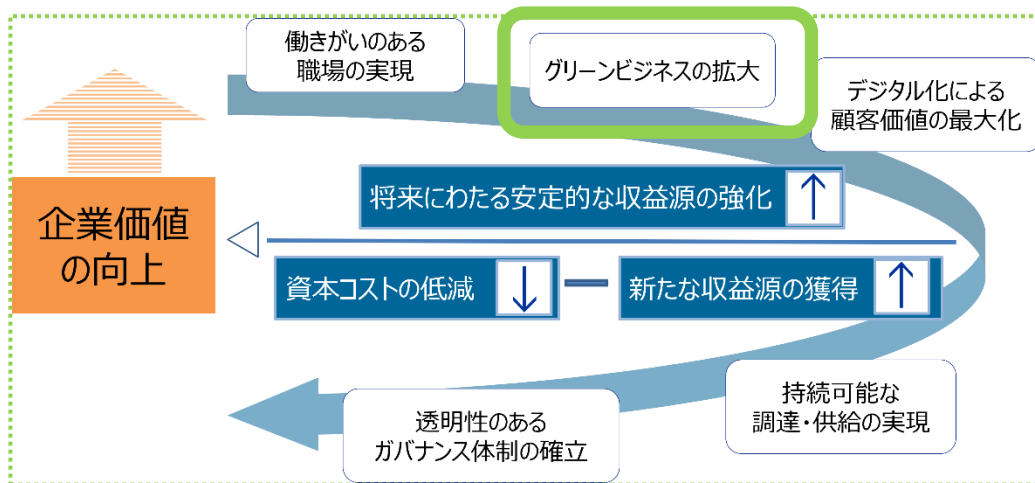 働きがいのある
職場の実現
グリーンビジネスの拡大
デジタル化による
顧客価値の最大化
将来にわたる安定的な収益源の強化 ↑
企業価値
の向上
資本コストの低減 ↓
新たな収益源の獲得 ↑
持続可能な
調達・供給の実現
透明性のある
ガバナンス体制の確立